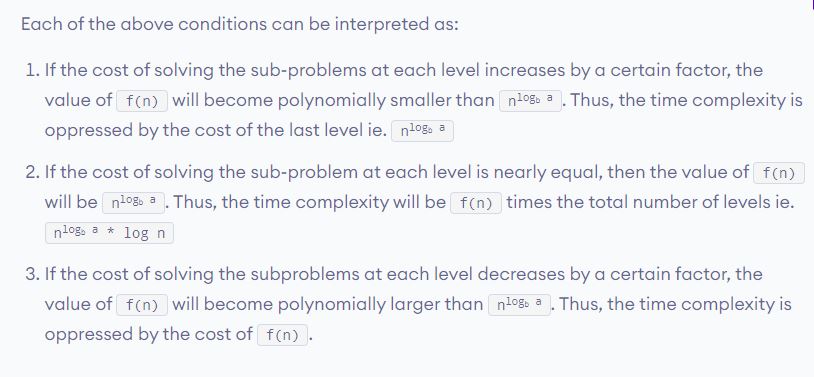 Each of the above conditions can be interpreted as:
1. If the cost of solving the sub-problems at each level increases by a certain factor, the
value of f(n) will become polynomially smaller than n^log_b a. Thus, the time complexity is
oppressed by the cost of the last level ie. n^log_b a
2. If the cost of solving the sub-problem at each level is nearly equal, then the value of f(n)
will be n^log_b a. Thus, the time complexity will be f(n) times the total number of levels ie.
n^log_b a * log n
3. If the cost of solving the subproblems at each level decreases by a certain factor, the
value of f(n) will become polynomially larger than n^log_b a. Thus, the time complexity is
oppressed by the cost of f(n).